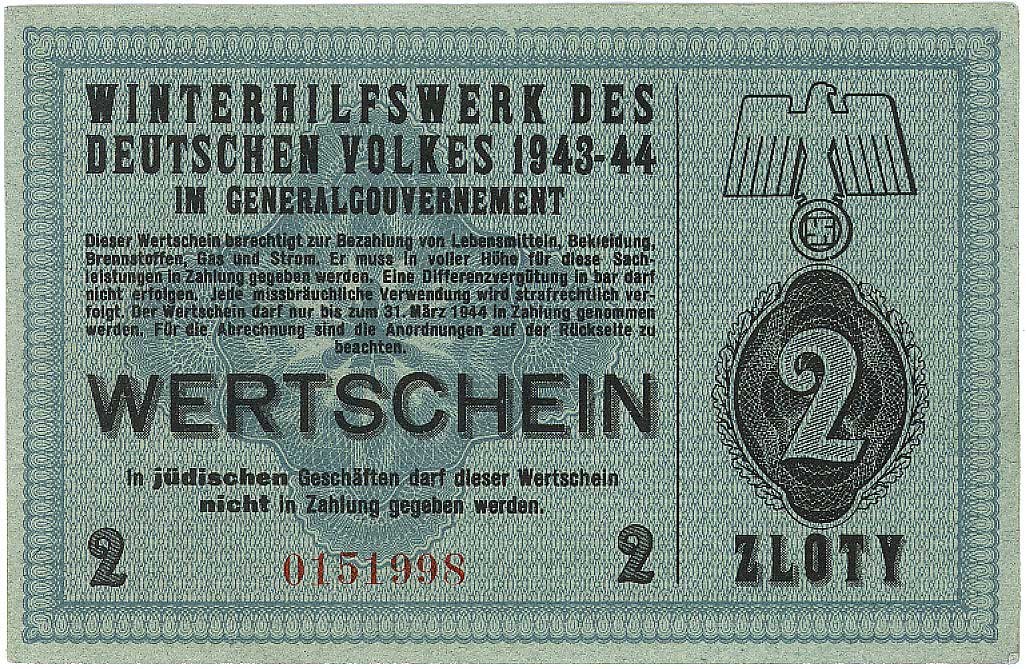 WINTERHILFSWERK DES
DEUTSCHEN VOLKES 1943-44
IM GENERALGOUVERNEMENT
Dieser Wertschein berechtigt zur Bezahlung von Lebensmitteln, Bekleidung,
Brennstoffen, Gas und Strom. Er muss in voller Höhe für diese Sach-
leistungen in Zahlung gegeben werden. Eine Differenzvergütung in bar darf
nicht erfolgen. Jede missbräuchliche Verwendung wird strafrechtlich ver-
folgt. Der Wertschein darf nur bis zum 31. März 1944 in Zahlung genommen
werden. Für die Abrechnung sind die Anordnungen auf der Rückseite zu
beachten.
WERTSCHEIN
In jüdischen Geschäften darf dieser Wertschein
nicht in Zahlung gegeben werden.
2 0151998 2
2
ZLOTY